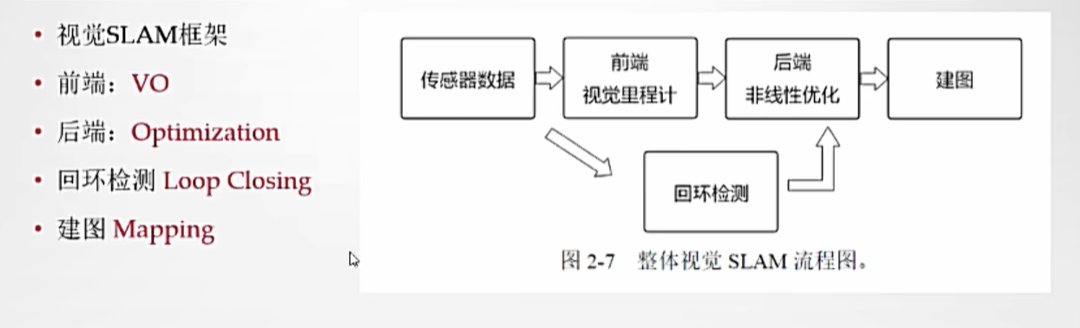 • 视觉SLAM框架
• 前端：VO
• 后端：Optimization
• 回环检测 Loop Closing
• 建图 Mapping
传感器数据
前端
视觉里程计
后端
非线性优化
建图
回环检测
图 2-7 整体视觉 SLAM 流程图。